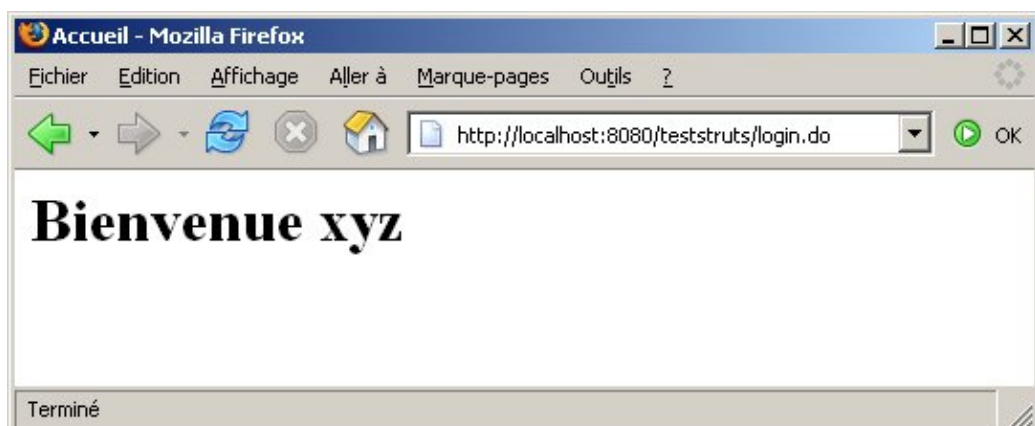 Accueil - Mozilla Firefox
Fichier Edition Affichage Aller à Marque-pages Outils ?
http://localhost:8080/teststruts/login.do OK
Bienvenue xyz
Terminé